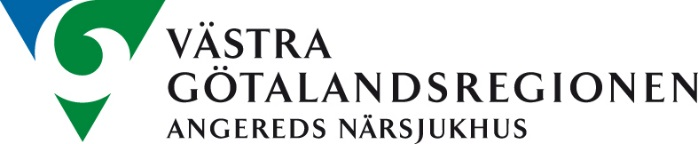 VÄSTRA
GÖTALANDSREGIONEN
ANGEREDS NÄRSJUKHUS